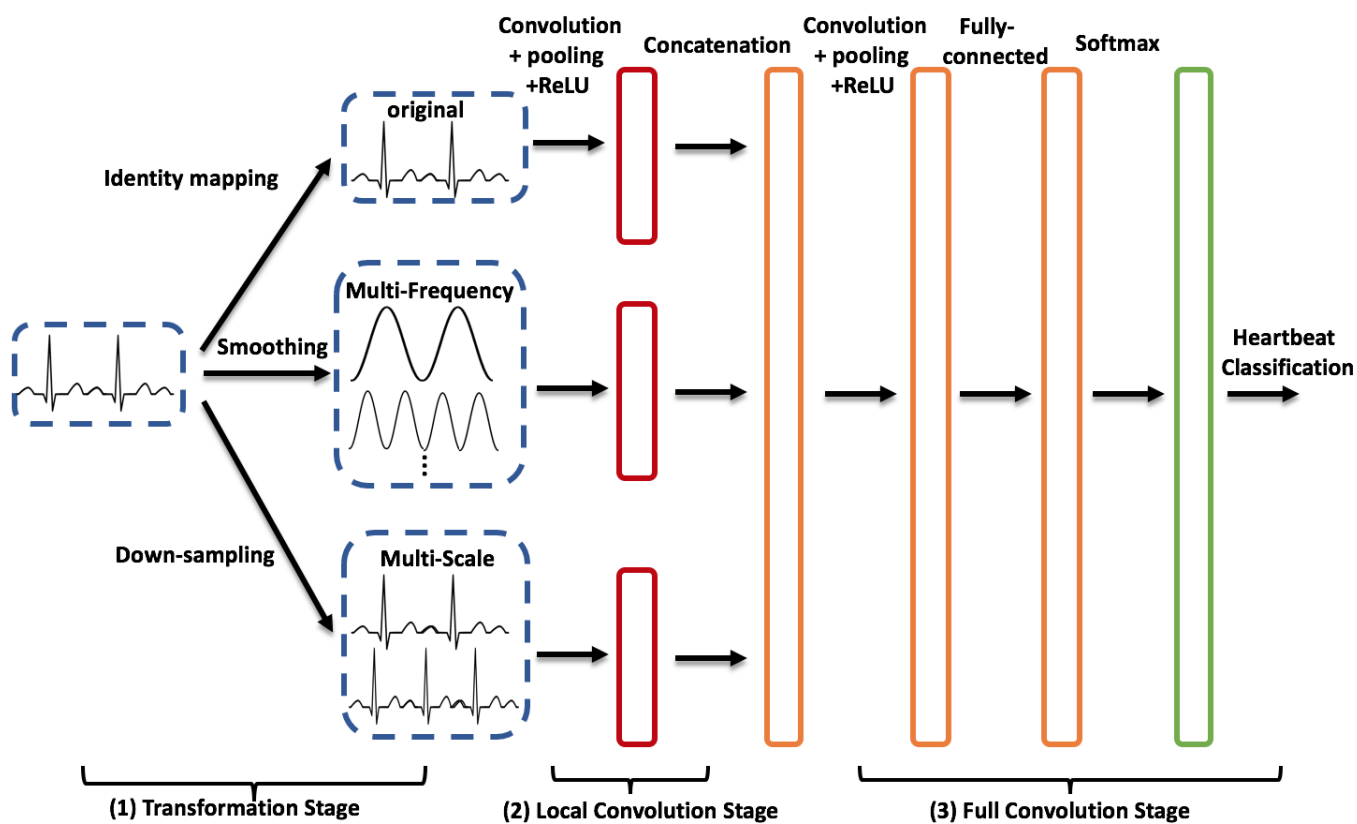 Convolution
+ pooling
+ReLU
Concatenation
Convolution
+ pooling
+ReLU
Fully-
connected
Softmax
original
Identity mapping
Multi-Frequency
Smoothing
Heartbeat
Classification
Down-sampling
Multi-Scale
(1) Transformation Stage
(2) Local Convolution Stage
(3) Full Convolution Stage